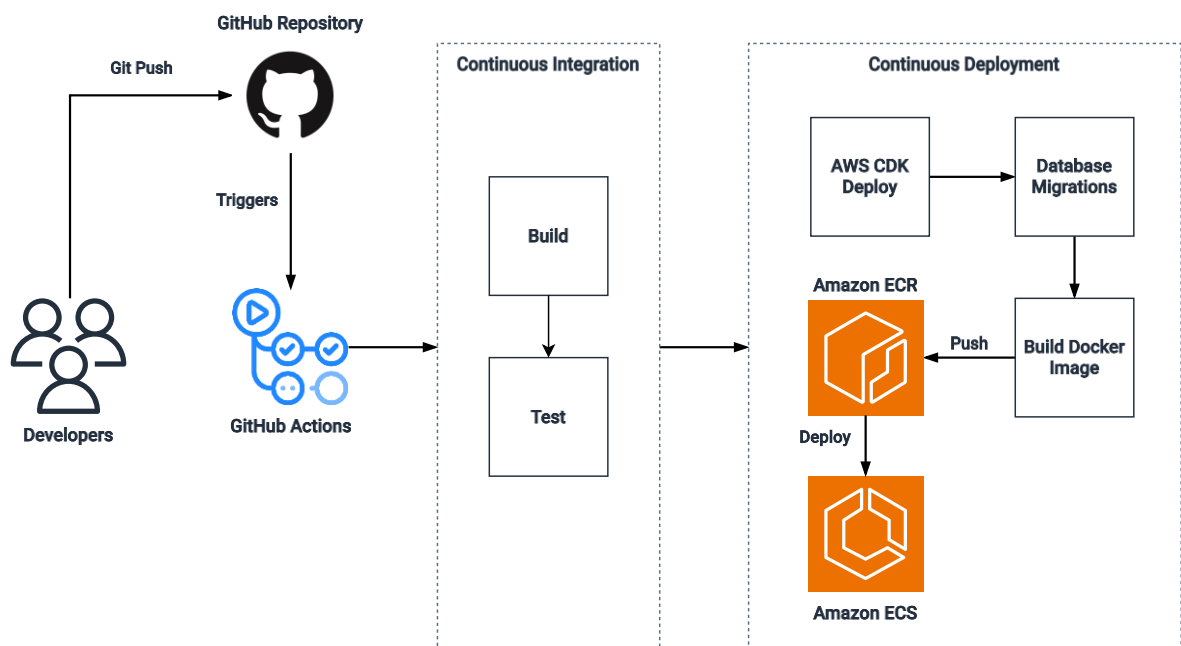 GitHub Repository
Git Push
Triggers
Developers
GitHub Actions
Continuous Integration
Build
Test
Continuous Deployment
AWS CDK
Deploy
Database
Migrations
Build Docker
Image
Push
Amazon ECR
Deploy
Amazon ECS